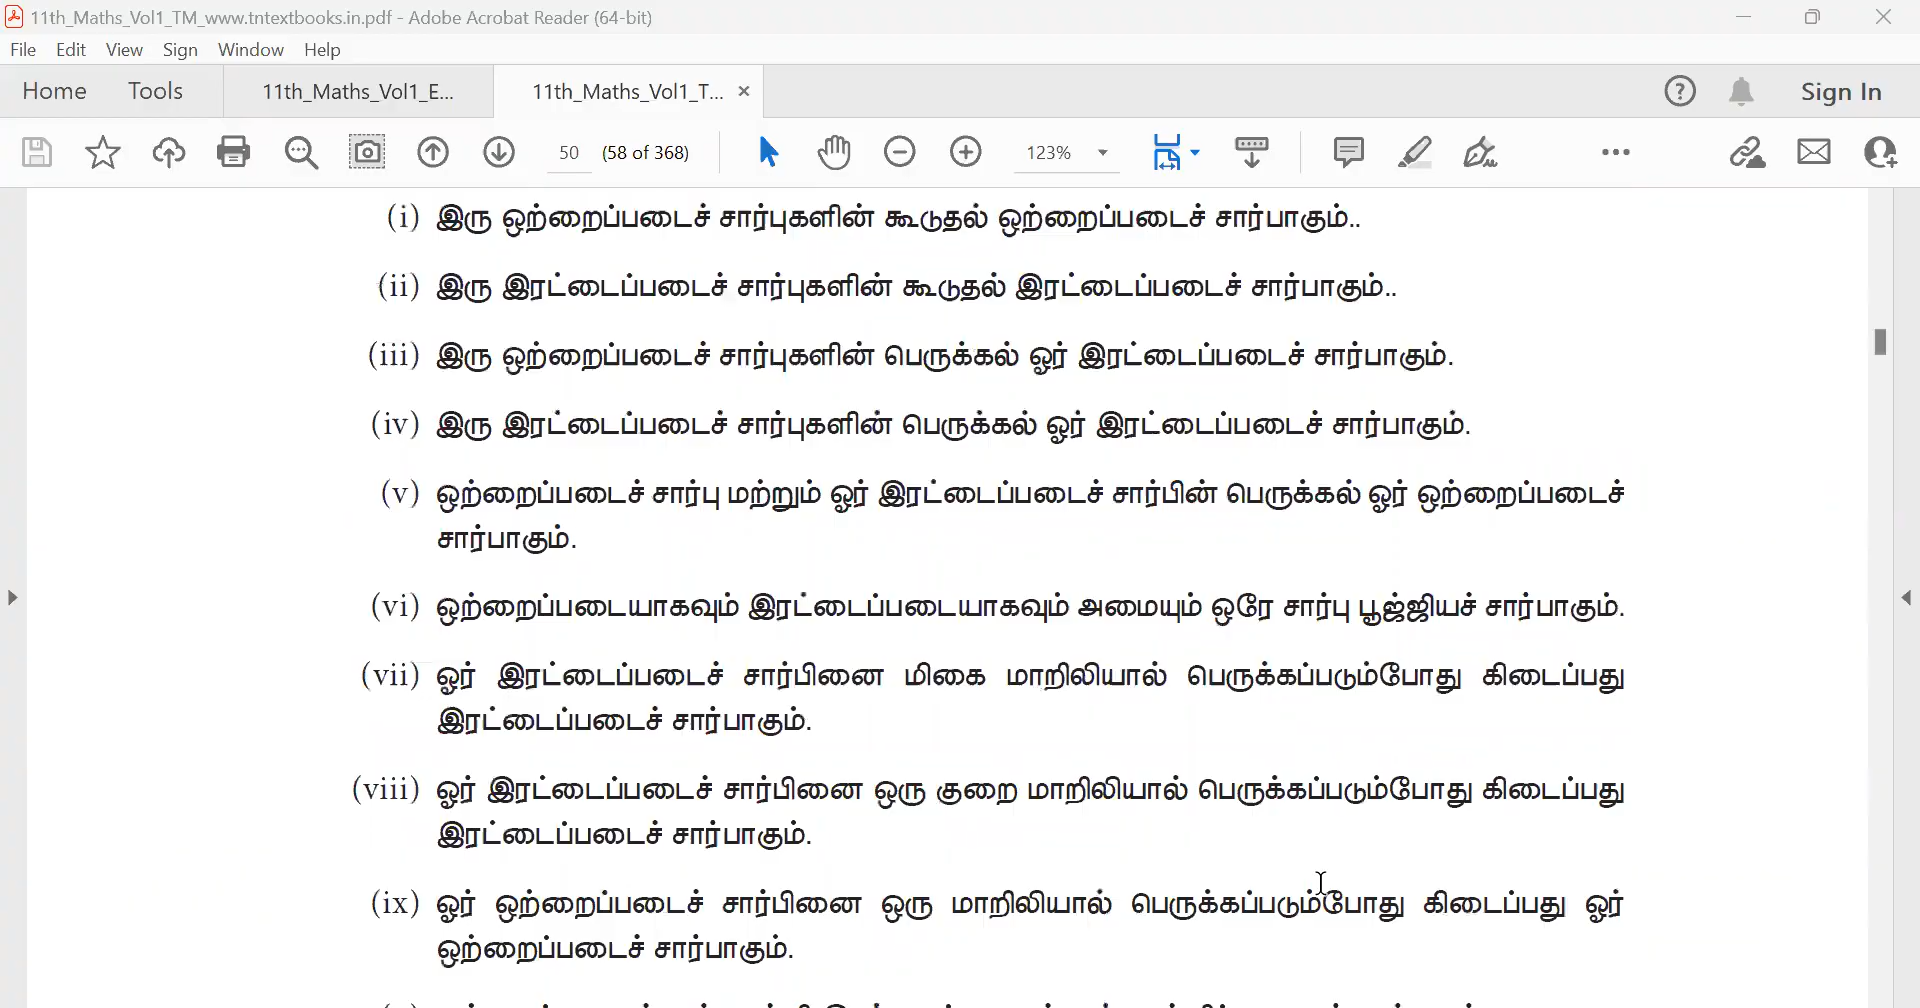 11th_Maths_Vol1_TM_www.tntextbooks.in.pdf - Adobe Acrobat Reader (64-bit)
File Edit View Sign Window Help
Home Tools 11th_Maths_Vol1_E... 11th_Maths_Vol1_T... × Sign In
50 (58 of 368) 123%
(i) இரு ஒற்றைப்படைச் சார்புகளின் கூடுதல் ஒற்றைப்படைச் சார்பாகும்..
(ii) இரு இரட்டைப்படைச் சார்புகளின் கூடுதல் இரட்டைப்படைச் சார்பாகும்..
(iii) இரு ஒற்றைப்படைச் சார்புகளின் பெருக்கல் ஓர் இரட்டைப்படைச் சார்பாகும்.
(iv) இரு இரட்டைப்படைச் சார்புகளின் பெருக்கல் ஓர் இரட்டைப்படைச் சார்பாகும்.
(v) ஒற்றைப்படைச் சார்பு மற்றும் ஓர் இரட்டைப்படைச் சார்பின் பெருக்கல் ஓர் ஒற்றைப்படைச்
சார்பாகும்.
(vi) ஒற்றைப்படையாகவும் இரட்டைப்படையாகவும் அமையும் ஒரே சார்பு பூஜ்ஜியச் சார்பாகும்.
(vii) ஓர் இரட்டைப்படைச் சார்பினை மிகை மாறிலியால் பெருக்கப்படும்போது கிடைப்பது
இரட்டைப்படைச் சார்பாகும்.
(viii) ஓர் இரட்டைப்படைச் சார்பினை ஒரு குறை மாறிலியால் பெருக்கப்படும்போது கிடைப்பது
இரட்டைப்படைச் சார்பாகும்.
(ix) ஓர் ஒற்றைப்படைச் சார்பினை ஒரு மாறிலியால் பெருக்கப்படும்போது கிடைப்பது ஓர்
ஒற்றைப்படைச் சார்பாகும்.